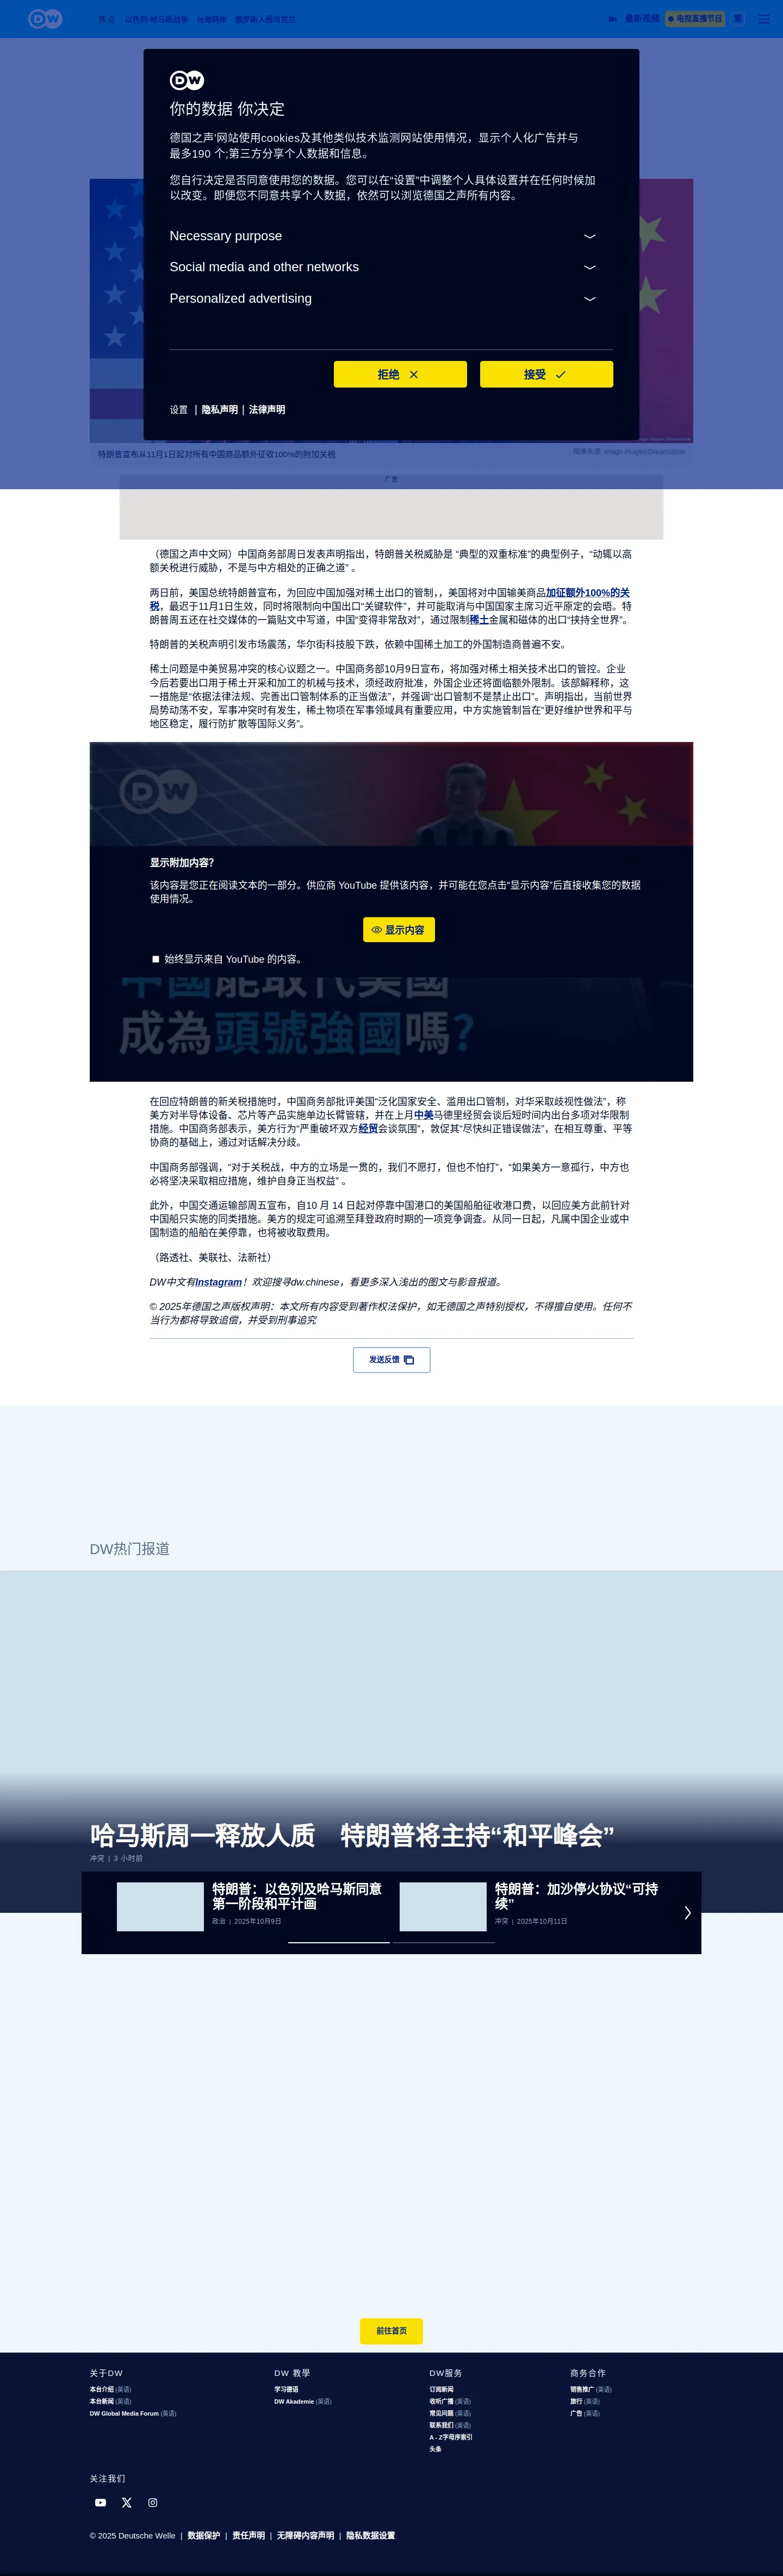 DW
焦点 以色列-哈马斯战争 台海两岸 俄罗斯入侵乌克兰
最新视频 电视直播节目 繁
DW
你的数据 你决定
德国之声'网站使用cookies及其他类似技术监测网站使用情况，显示个人化广告并与
最多190 个;第三方分享个人数据和信息。
您自行决定是否同意使用您的数据。您可以在“设置”中调整个人具体设置并在任何时候加
以改变。即便您不同意共享个人数据，依然可以浏览德国之声所有内容。
Necessary purpose
Social media and other networks
Personalized advertising
拒绝
接受
设置 | 隐私声明 | 法律声明
特朗普宣布从11月1日起对所有中国商品额外征收100%的附加关税
图像来源: imago images/Dreamstime
广告
（德国之声中文网）中国商务部周日发表声明指出，特朗普关税威胁是 “典型的双重标准”的典型例子，“动辄以高
额关税进行威胁，不是与中方相处的正确之道” 。
两日前，美国总统特朗普宣布，为回应中国加强对稀土出口的管制，，美国将对中国输美商品加征额外100%的关
税，最迟于11月1日生效，同时将限制向中国出口“关键软件”，并可能取消与中国国家主席习近平原定的会晤。特
朗普周五还在社交媒体的一篇贴文中写道，中国“变得非常敌对”，通过限制稀土金属和磁体的出口“挟持全世界”。
特朗普的关税声明引发市场震荡，华尔街科技股下跌，依赖中国稀土加工的外国制造商普遍不安。
稀土问题是中美贸易冲突的核心议题之一。中国商务部10月9日宣布，将加强对稀土相关技术出口的管控。企业
今后若要出口用于稀土开采和加工的机械与技术，须经政府批准，外国企业还将面临额外限制。该部解释称，这
一措施是“依据法律法规、完善出口管制体系的正当做法”，并强调“出口管制不是禁止出口”。声明指出，当前世界
局势动荡不安，军事冲突时有发生，稀土物项在军事领域具有重要应用，中方实施管制旨在“更好维护世界和平与
地区稳定，履行防扩散等国际义务”。
DW
显示附加内容?
该内容是您正在阅读文本的一部分。供应商 YouTube 提供该内容，并可能在您点击“显示内容”后直接收集您的数据
使用情况。
显示内容
始终显示来自 YouTube 的内容。
中國能取代美國
成為頭號強國嗎?
在回应特朗普的新关税措施时，中国商务部批评美国“泛化国家安全、滥用出口管制，对华采取歧视性做法”，称
美方对半导体设备、芯片等产品实施单边长臂管辖，并在上月中美马德里经贸会谈后短时间内出台多项对华限制
措施。中国商务部表示，美方行为“严重破坏双方经贸会谈氛围”，敦促其“尽快纠正错误做法”，在相互尊重、平等
协商的基础上，通过对话解决分歧。
中国商务部强调，“对于关税战，中方的立场是一贯的，我们不愿打，但也不怕打”，“如果美方一意孤行，中方也
必将坚决采取相应措施，维护自身正当权益” 。
此外，中国交通运输部周五宣布，自10 月 14 日起对停靠中国港口的美国船舶征收港口费，以回应美方此前针对
中国船只实施的同类措施。美方的规定可追溯至拜登政府时期的一项竞争调查。从同一日起，凡属中国企业或中
国制造的船舶在美停靠，也将被收取费用。
（路透社、美联社、法新社）
DW中文有Instagram！欢迎搜寻dw.chinese，看更多深入浅出的图文与影音报道。
© 2025年德国之声版权声明：本文所有内容受到著作权法保护，如无德国之声特别授权，不得擅自使用。任何不
当行为都将导致追偿，并受到刑事追究
发送反馈
DW热门报道
哈马斯周一释放人质　特朗普将主持“和平峰会”
冲突 | 3 小时前
特朗普：以色列及哈马斯同意
第一阶段和平计画
政治 | 2025年10月9日
特朗普：加沙停火协议“可持
续”
冲突 | 2025年10月11日
前往首页
关于DW
本台介绍 (英语)
本台新闻 (英语)
DW Global Media Forum (英语)
DW 教學
学习德语
DW Akademie (英语)
DW服务
订阅新闻
收听广播 (英语)
常见问题 (英语)
联系我们 (英语)
A - Z字母序索引
头条
商务合作
销售推广 (英语)
旅行 (英语)
广告 (英语)
关注我们
© 2025 Deutsche Welle | 数据保护 | 责任声明 | 无障碍内容声明 | 隐私数据设置